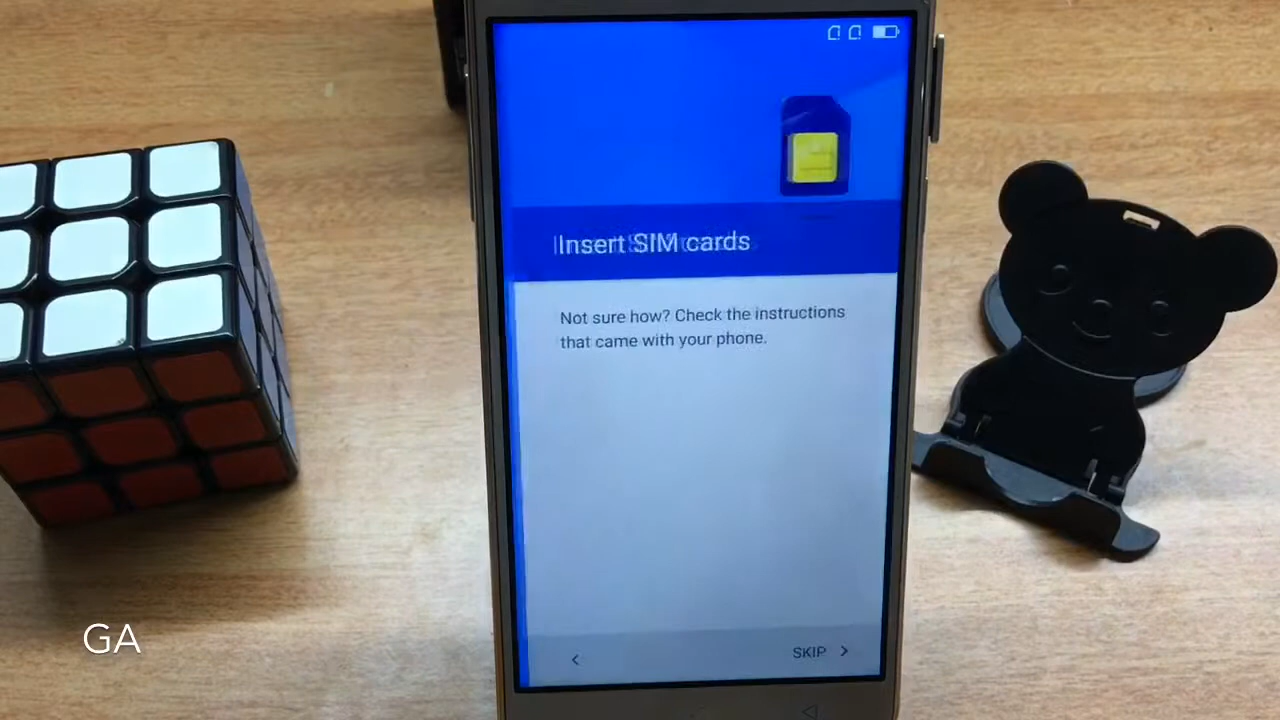 Insert SIM cards
Not sure how? Check the instructions
that came with your phone.
SKIP
GA